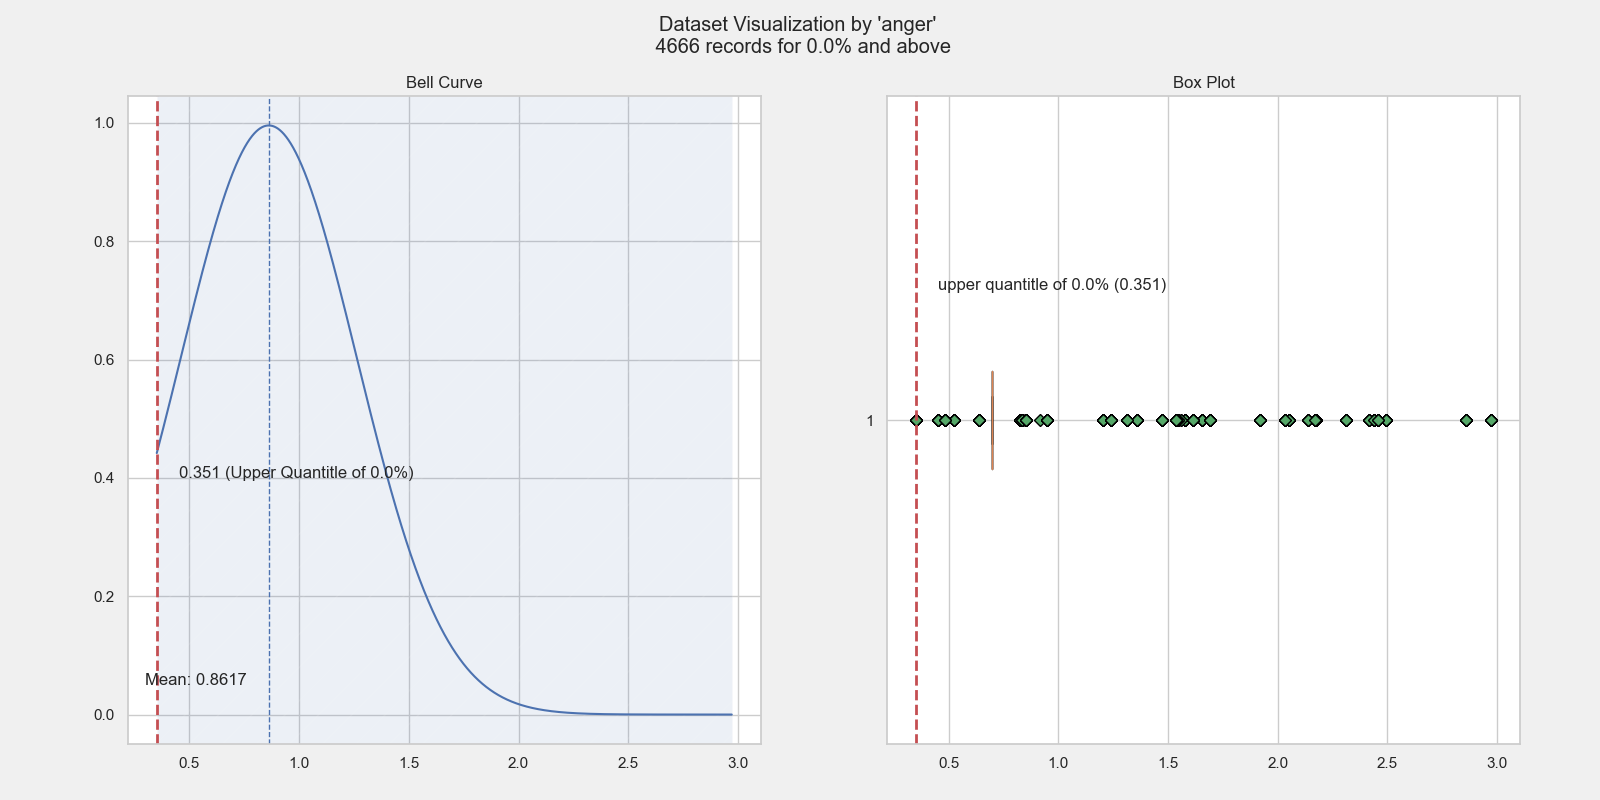 Dataset Visualization by 'anger'
4666 records for 0.0% and above
Bell Curve
1.0
0.8
0.6
0.4
0.2
0.0
0.351 (Upper Quantitle of 0.0%)
Mean: 0.8617
0.5
1.0
1.5
2.0
2.5
3.0
Box Plot
upper quantitle of 0.0% (0.351)
1
0.5
1.0
1.5
2.0
2.5
3.0